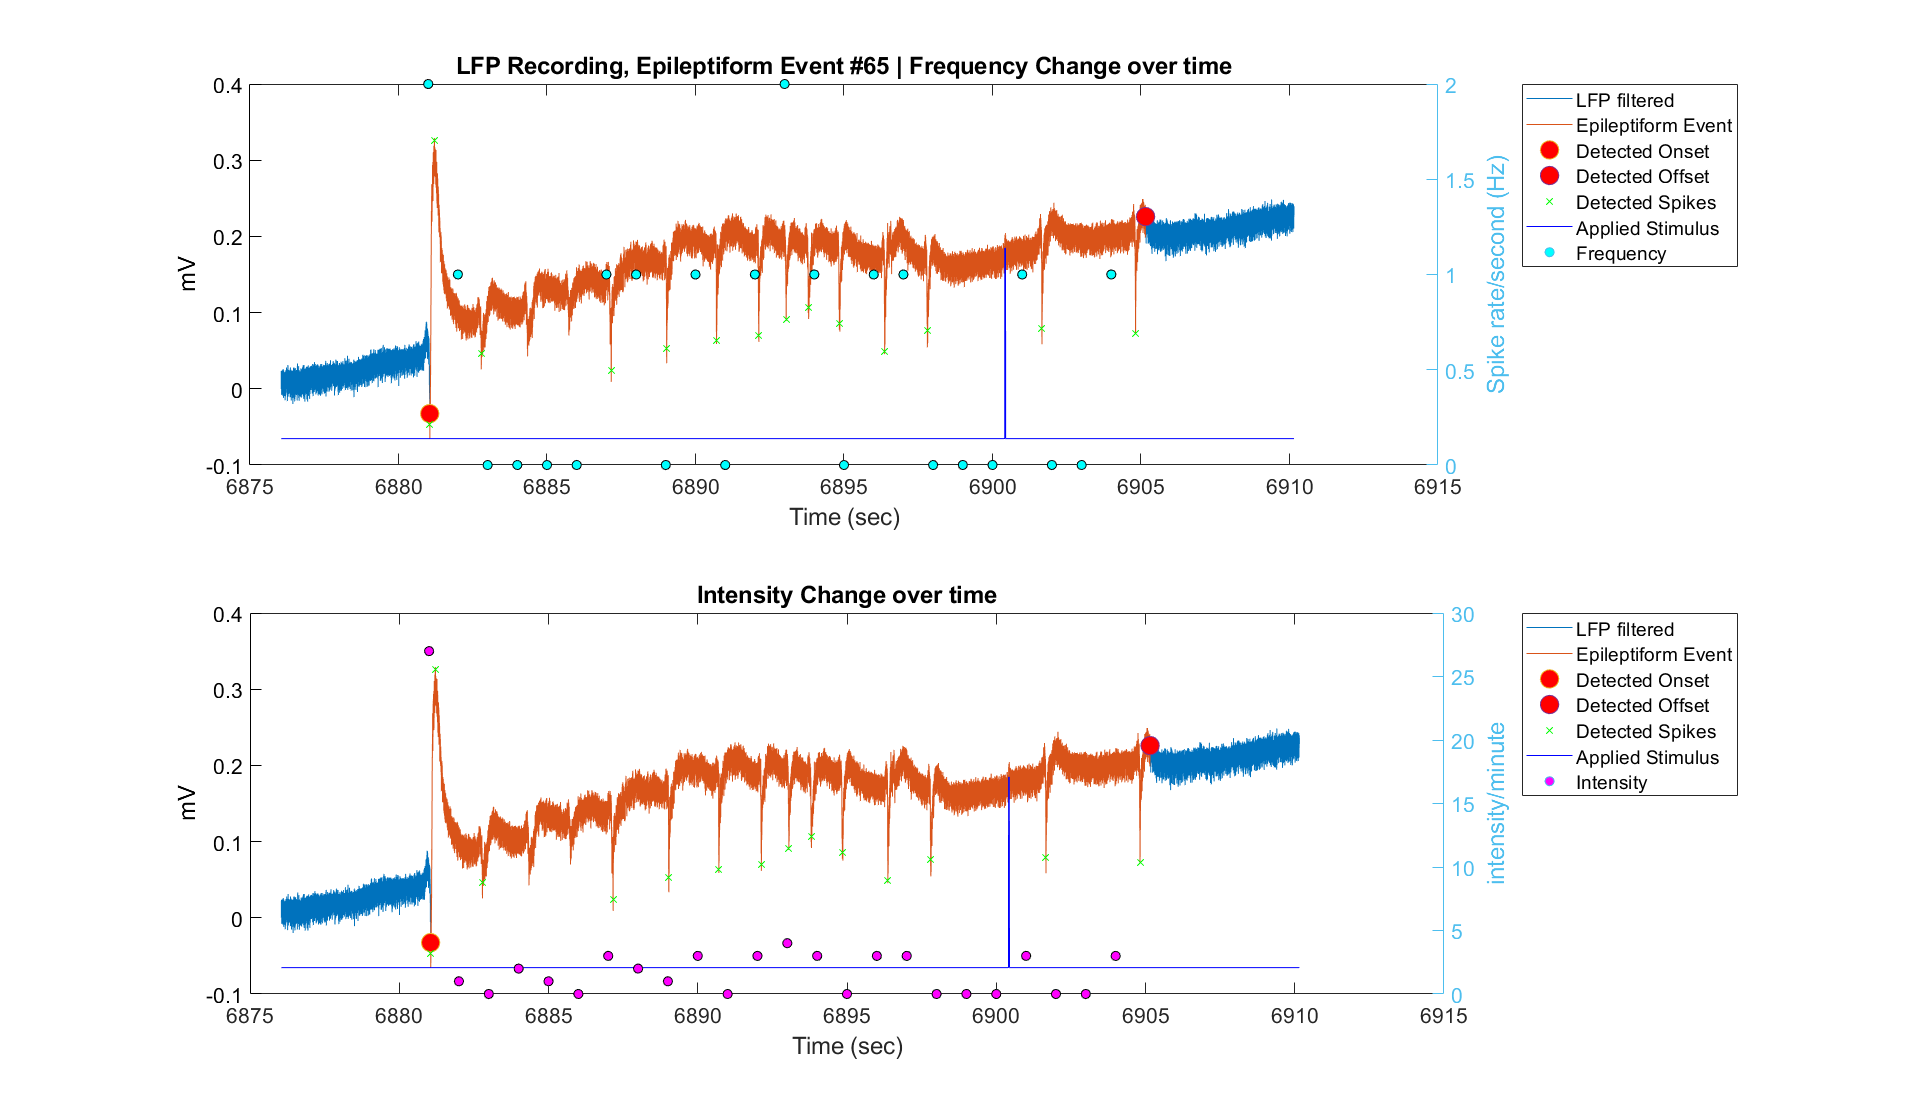 LFP Recording, Epileptiform Event #65 | Frequency Change over time
0.4
0.3
0.2
0.1
0
-0.1
mV
2
1.5
1
0.5
0
Spike rate/second (Hz)
6875 6880 6885 6890 6895 6900 6905 6910 6915
Time (sec)
LFP filtered
Epileptiform Event
Detected Onset
Detected Offset
Detected Spikes
Applied Stimulus
Frequency
Intensity Change over time
0.4
0.3
0.2
0.1
0
-0.1
mV
30
25
20
15
10
5
0
intensity/minute
6875 6880 6885 6890 6895 6900 6905 6910 6915
Time (sec)
LFP filtered
Epileptiform Event
Detected Onset
Detected Offset
Detected Spikes
Applied Stimulus
Intensity